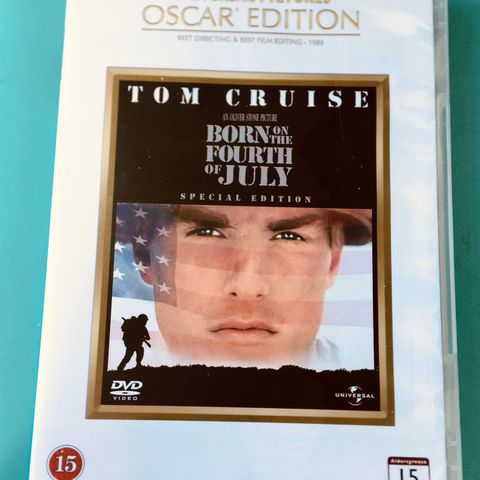 OSCAR® EDITION
BEST DIRECTING & BEST FILM EDITING - 1989
TOM CRUISE
AN OLIVER STONE PICTURE
BORN ON THE
FOURTH
OF JULY
SPECIAL EDITION
DVD
VIDEO
UNIVERSAL
15
Aldersgrense
15